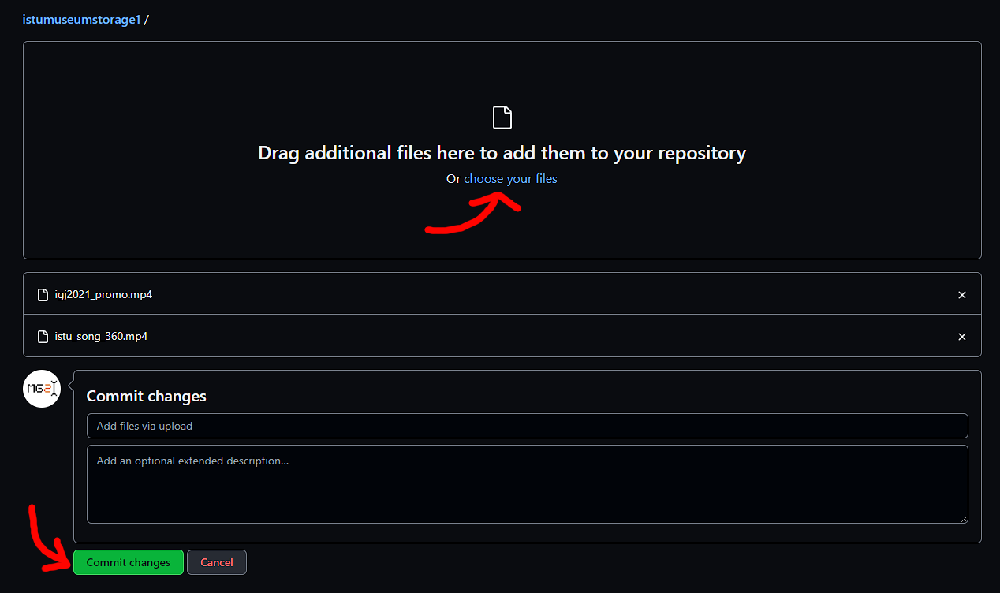 istumuseumstorage1 /
Drag additional files here to add them to your repository
Or choose your files
igj2021_promo.mp4
istu_song_360.mp4
MG2
Commit changes
Add files via upload
Add an optional extended description...
Commit changes
Cancel